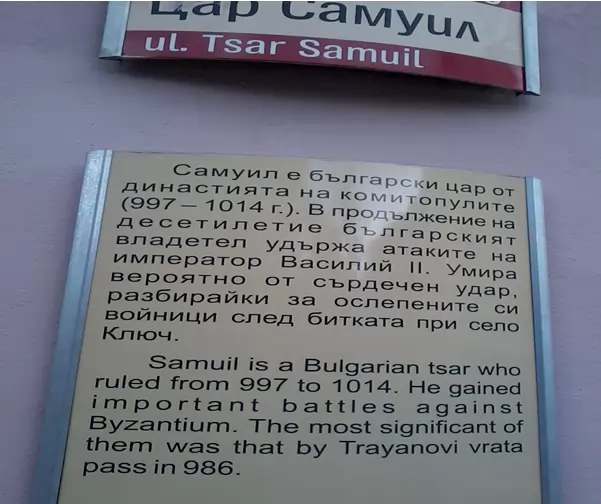 Цар Самуил
ul. Tsar Samuil
Самуил е български цар от
династията на комитопулите
(997 – 1014 г.). В продължение на
десетилетие българският
владетел удържа атаките на
император Василий II. Умира
вероятно от сърдечен удар,
разбирайки за ослепените си
войници след битката при село
Ключ.
Samuil is a Bulgarian tsar who
ruled from 997 to 1014. He gained
important battles against
Byzantium. The most significant of
them was that by Trayanovi vrata
pass in 986.